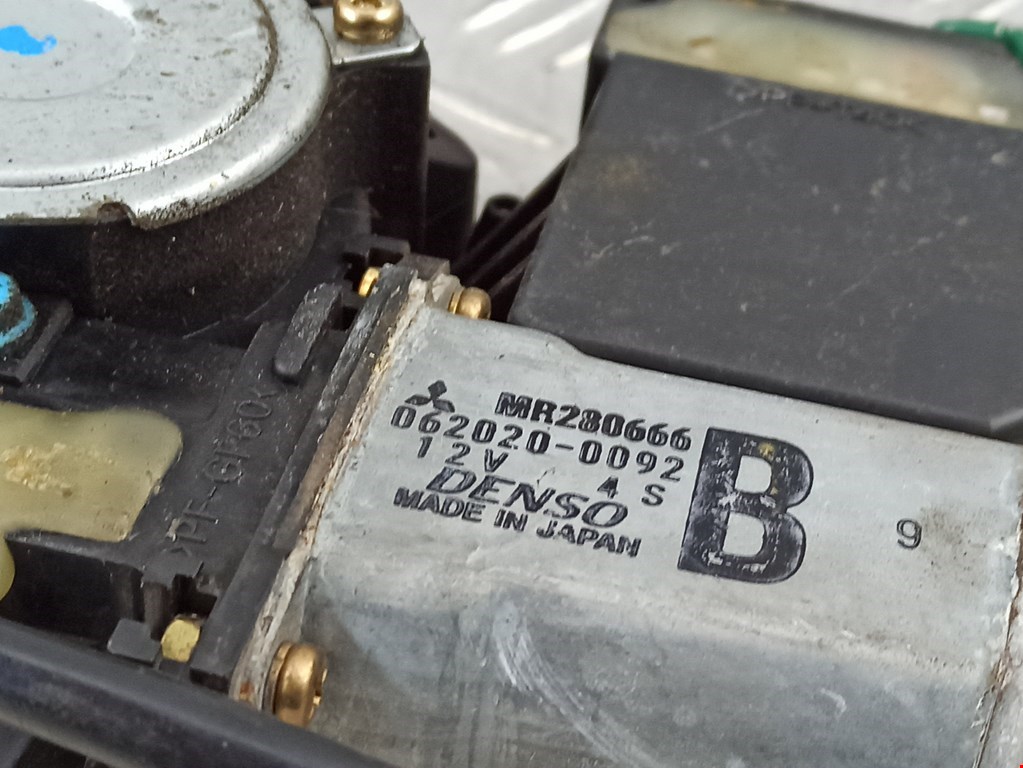 MR280666
062020-0092
12V 4 S
DENSO
MADE IN JAPAN
B
9